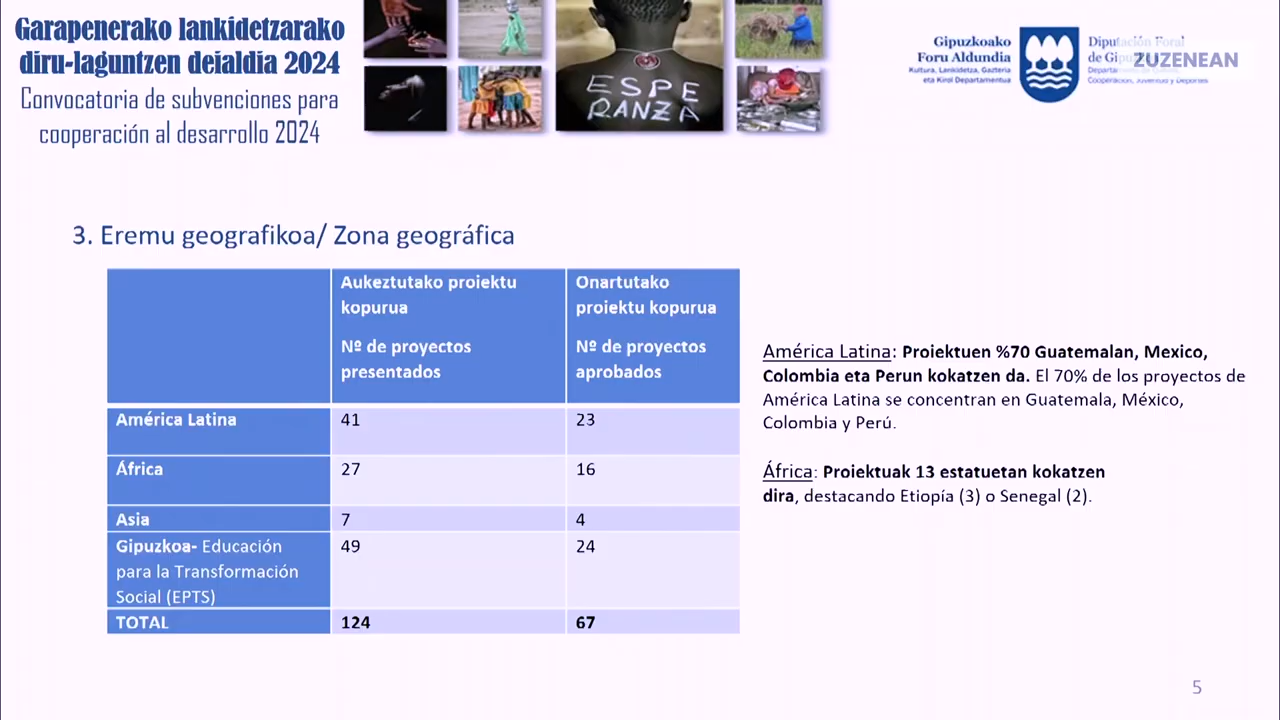 Garapenerako lankidetzarako
diru-laguntzen deialdia 2024
Convocatoria de subvenciones para
cooperación al desarrollo 2024
ESPE
RANZA
Gipuzkoako
Foru Aldundia
Kultura, Lankidetza, Gazteria
eta Kirol Departamentua
Diputación Foral
de
ZUZENEAN
Cooperación, Juventud y Deportes
3. Eremu geografikoa/ Zona geográfica
Aukeztutako proiektu
kopurua
Nº de proyectos
presentados
Onartutako
proiektu kopurua
Nº de proyectos
aprobados
América Latina 41 23
África 27 16
Asia 7 4
Gipuzkoa- Educación 49 24
para la Transformación
Social (EPTS)
TOTAL 124 67
América Latina: Proiektuen %70 Guatemalan, Mexico,
Colombia eta Perun kokatzen da. El 70% de los proyectos de
América Latina se concentran en Guatemala, México,
Colombia y Perú.
África: Proiektuak 13 estatuetan kokatzen
dira, destacando Etiopía (3) o Senegal (2).
5